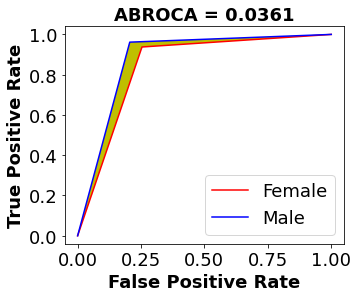 ABROCA = 0.0361
True Positive Rate
1.0
0.8
0.6
0.4
0.2
0.0
Female
Male
0.00 0.25 0.50 0.75 1.00
False Positive Rate